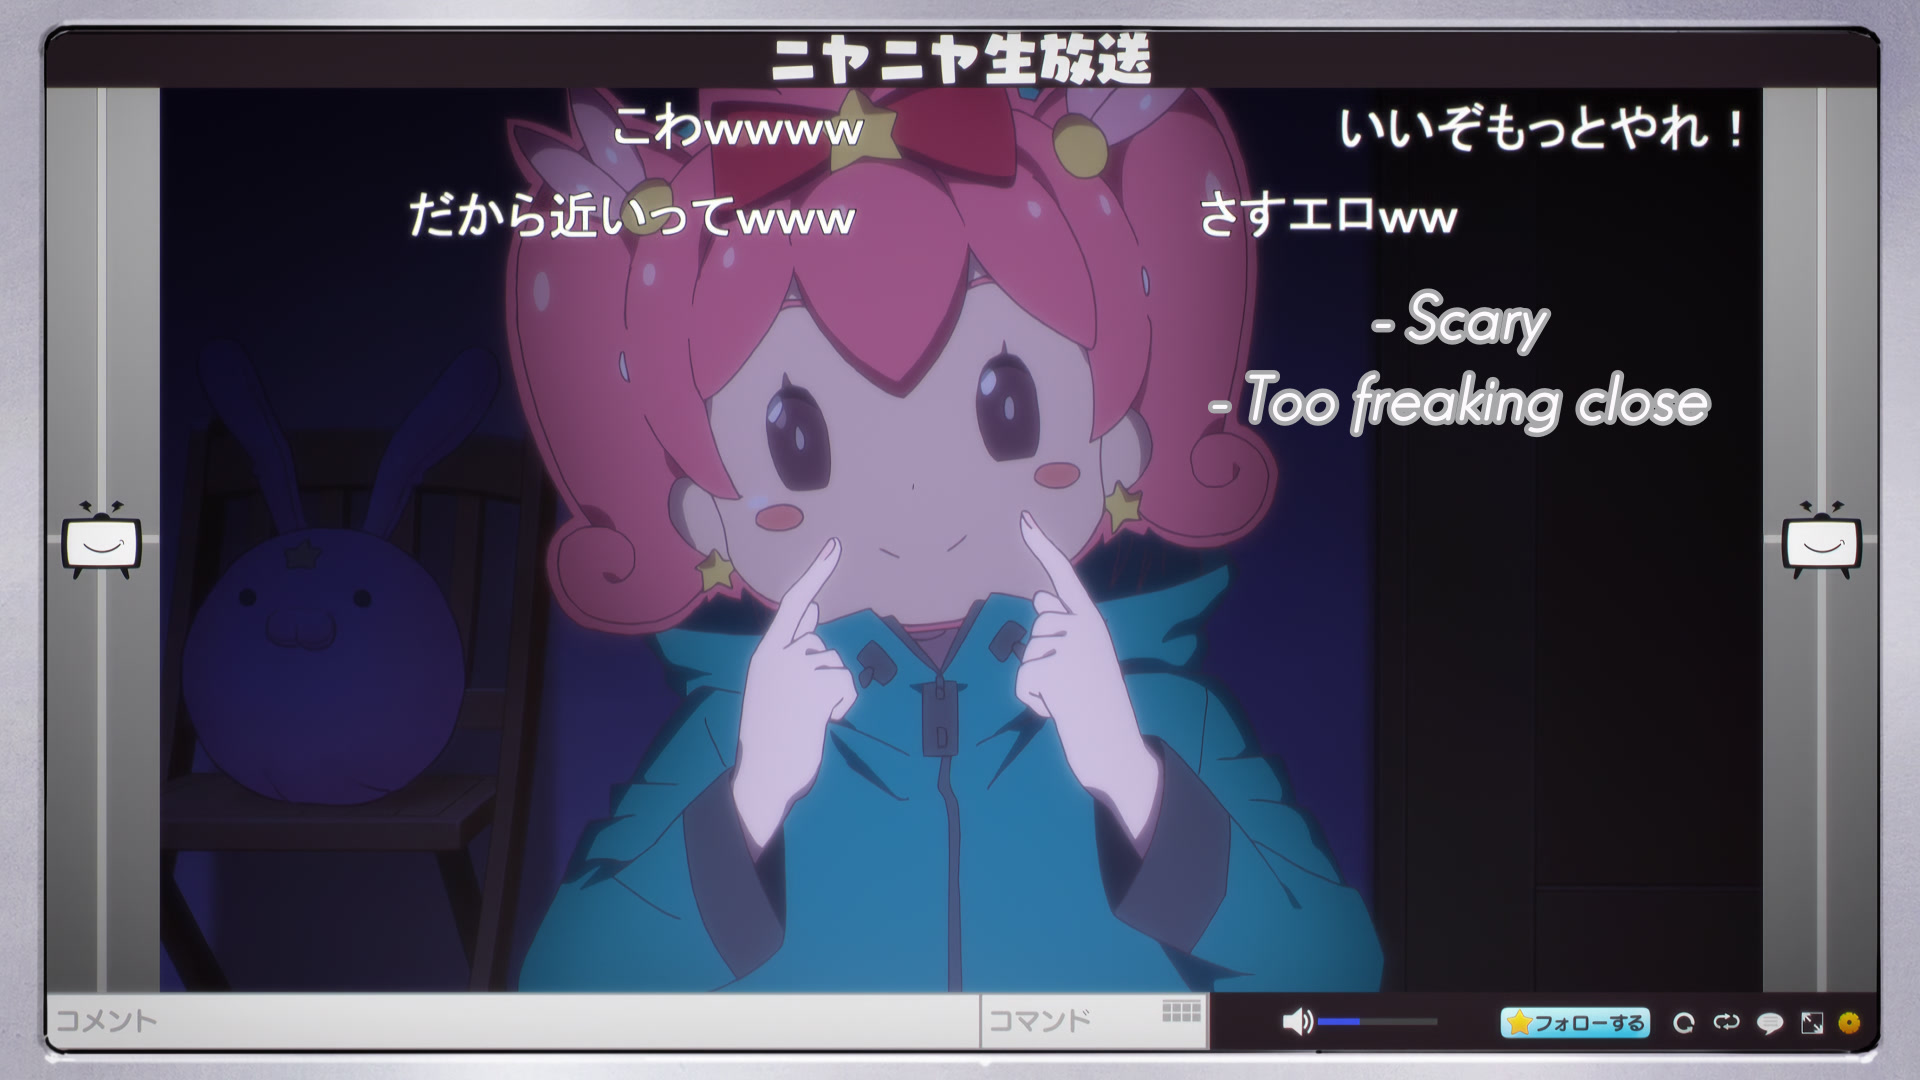 ニヤニヤ生放送
こわwwww
いいぞもっとやれ！
だから近いってwww
さすエロww
- Scary
- Too freaking close
コメント
コマンド
フォローする